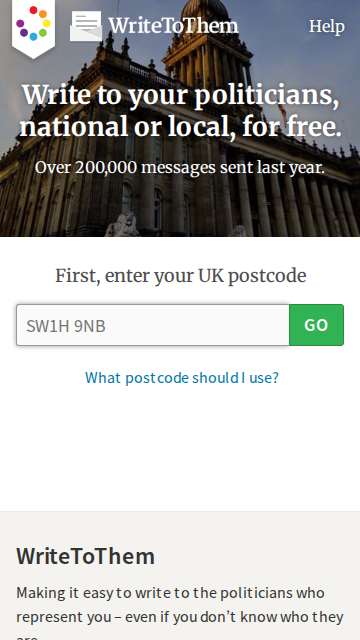 WriteToThem
Help
Write to your politicians,
national or local, for free.
Over 200,000 messages sent last year.
First, enter your UK postcode
SW1H 9NB
GO
What postcode should I use?
WriteToThem
Making it easy to write to the politicians who
represent you – even if you don’t know who they
are.